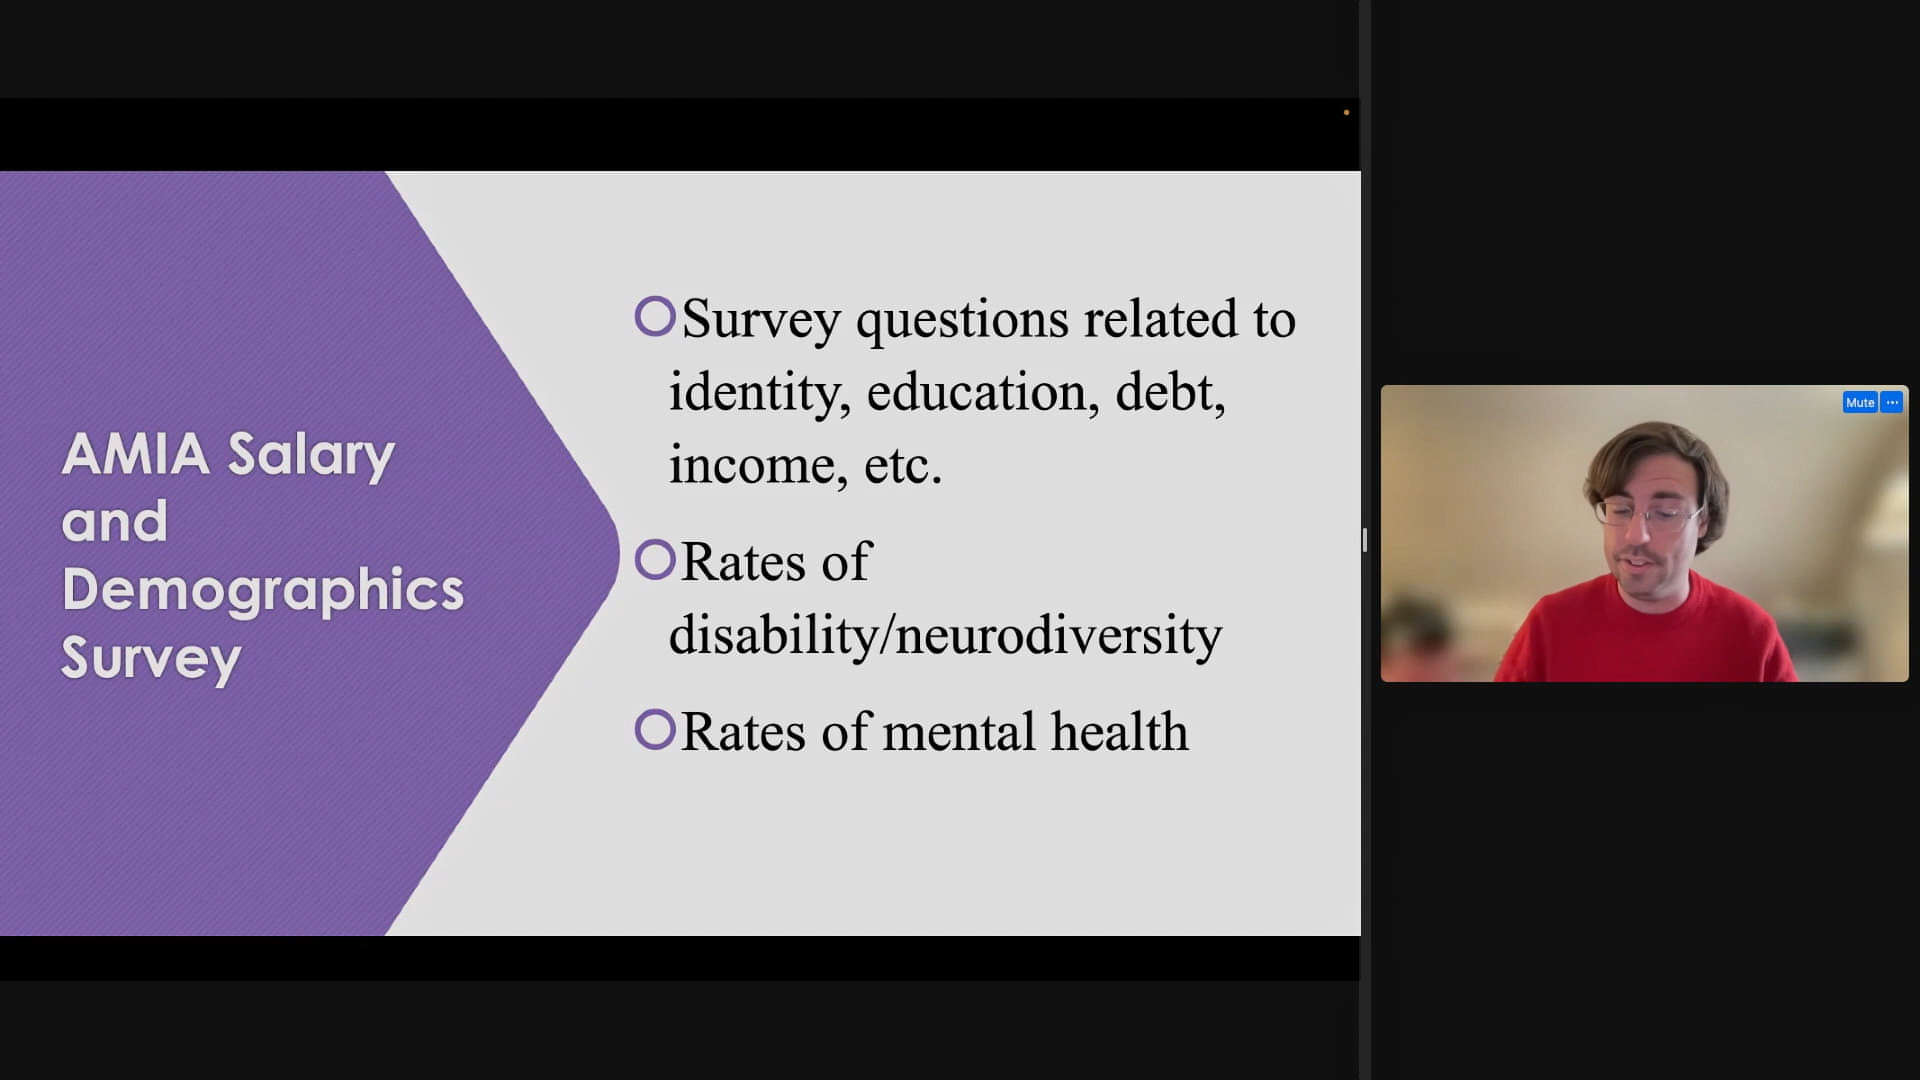 AMIA Salary
and
Demographics
Survey
Survey questions related to
identity, education, debt,
income, etc.
Rates of
disability/neurodiversity
Rates of mental health
Mute